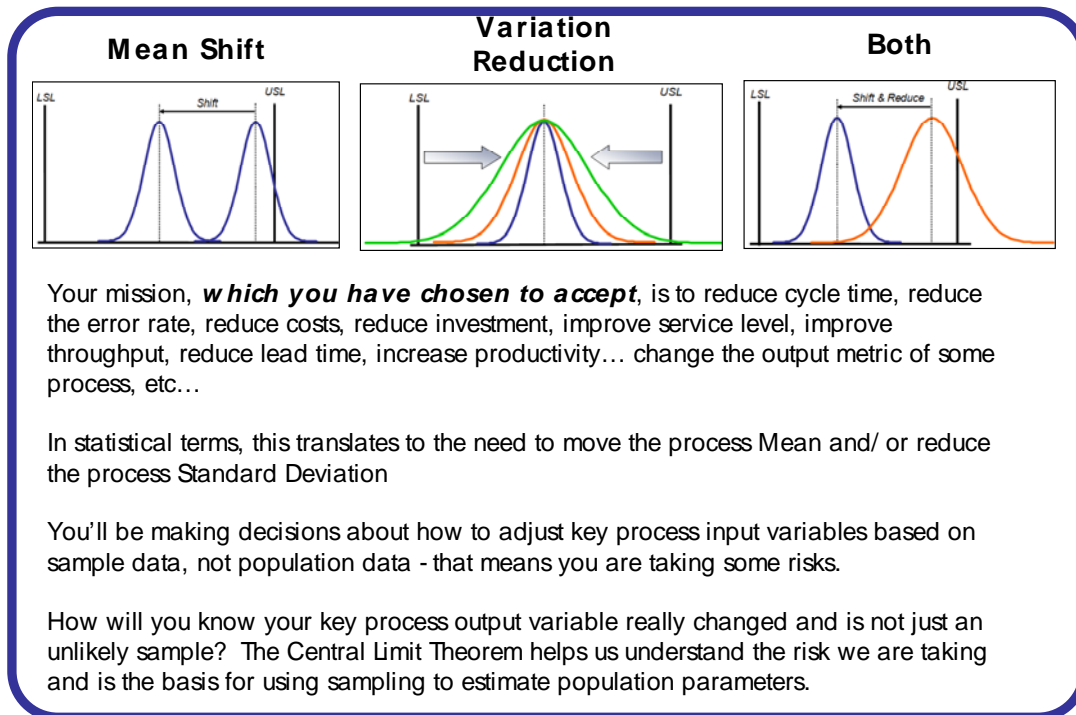 Mean Shift
Variation
Reduction
Both
LSL
Shift
USL
LSL
USL
LSL
Shift & Reduce
USL
Your mission, which you have chosen to accept, is to reduce cycle time, reduce
the error rate, reduce costs, reduce investment, improve service level, improve
throughput, reduce lead time, increase productivity… change the output metric of some
process, etc…
In statistical terms, this translates to the need to move the process Mean and/ or reduce
the process Standard Deviation
You’ll be making decisions about how to adjust key process input variables based on
sample data, not population data - that means you are taking some risks.
How will you know your key process output variable really changed and is not just an
unlikely sample? The Central Limit Theorem helps us understand the risk we are taking
and is the basis for using sampling to estimate population parameters.